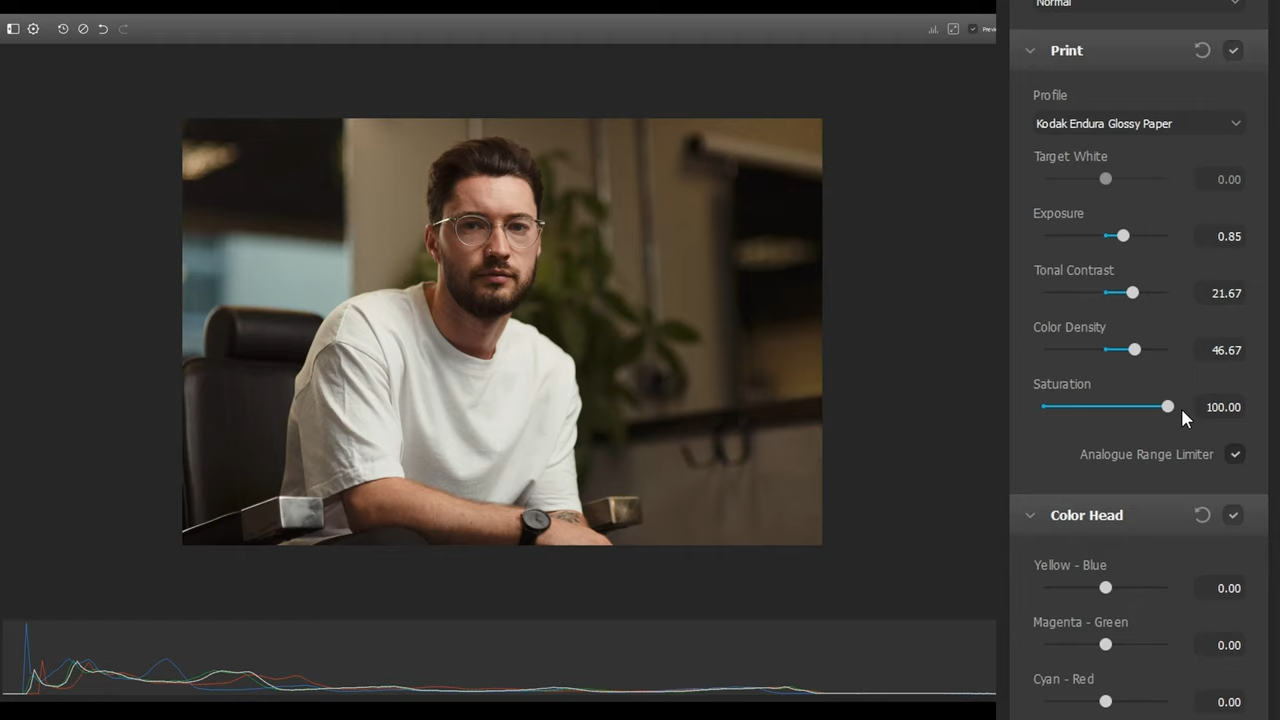 Normal
Print
Profile
Kodak Endura Glossy Paper
Target White
0.00
Exposure
0.85
Tonal Contrast
21.67
Color Density
46.67
Saturation
100.00
Analogue Range Limiter
Color Head
Yellow - Blue
0.00
Magenta - Green
0.00
Cyan - Red
0.00